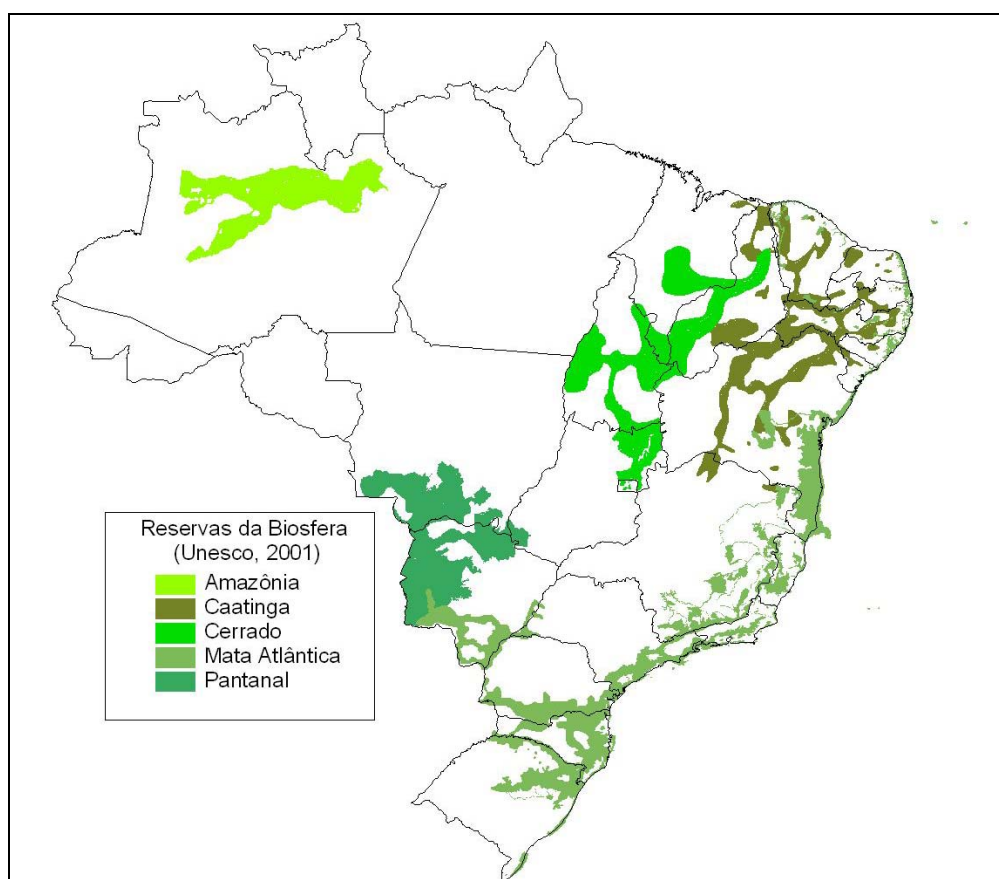 Reservas da Biosfera
(Unesco, 2001)
Amazônia
Caatinga
Cerrado
Mata Atlântica
Pantanal